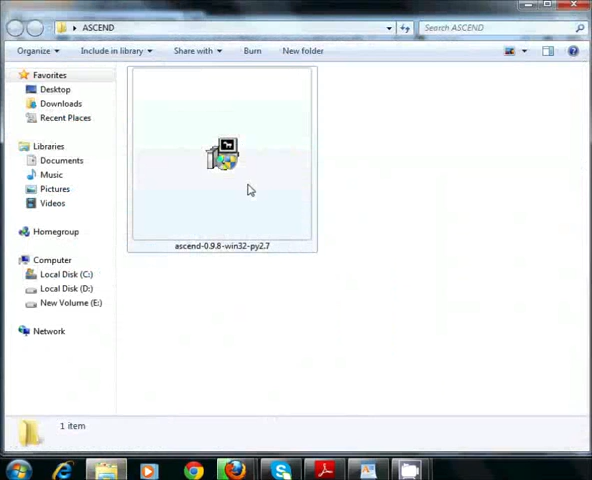 ASCEND
Search ASCEND
Organize
Include in library
Share with
Burn
New folder
Favorites
Desktop
Downloads
Recent Places
Libraries
Documents
Music
Pictures
Videos
Homegroup
Computer
Local Disk (C:)
Local Disk (D:)
New Volume (E:)
Network
ascend-0.9.8-win32-py2.7
1 item